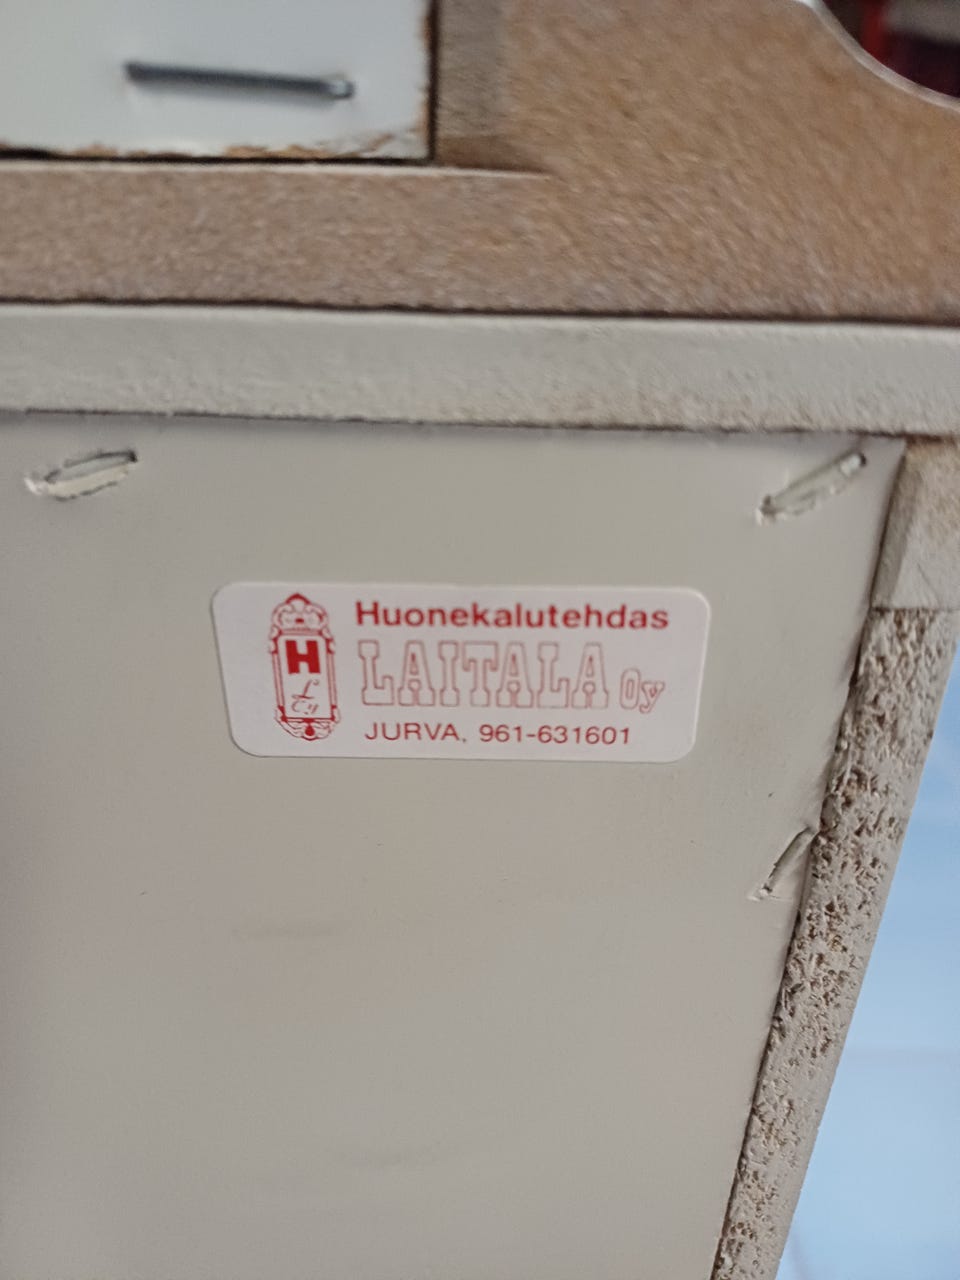 Huonekalutehdas
LAITALA Oy
JURVA, 961-631601
H